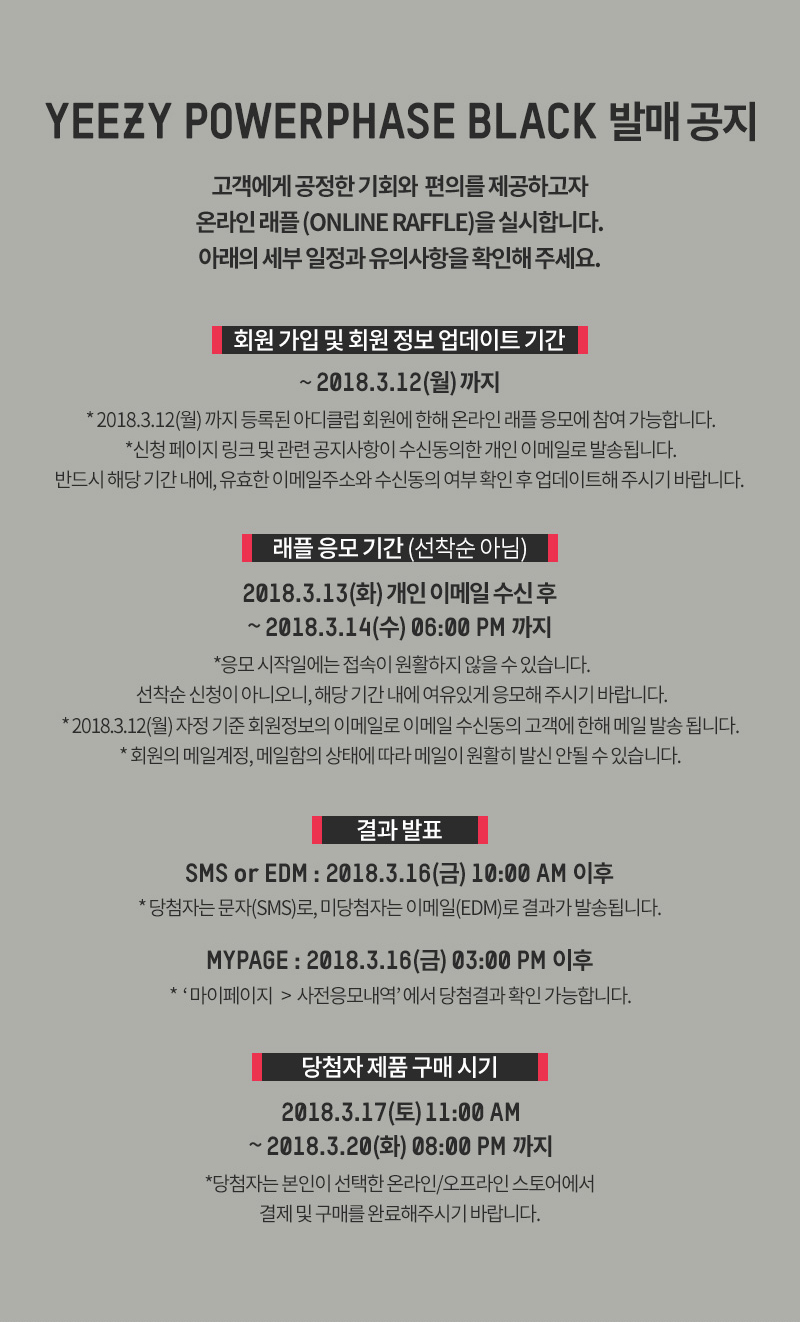 YEEZY POWERPHASE BLACK 발매 공지
고객에게 공정한 기회와 편의를 제공하고자
온라인 래플 (ONLINE RAFFLE)을 실시합니다.
아래의 세부 일정과 유의사항을 확인해 주세요.
회원 가입 및 회원 정보 업데이트 기간
~ 2018.3.12(월) 까지
* 2018.3.12(월) 까지 등록된 아디클럽 회원에 한해 온라인 래플 응모에 참여 가능합니다.
*신청 페이지 링크 및 관련 공지사항이 수신동의한 개인 이메일로 발송됩니다.
반드시 해당 기간 내에, 유효한 이메일주소와 수신동의 여부 확인 후 업데이트해 주시기 바랍니다.
래플 응모 기간 (선착순 아님)
2018.3.13(화) 개인 이메일 수신 후
~ 2018.3.14(수) 06:00 PM 까지
*응모 시작일에는 접속이 원활하지 않을 수 있습니다.
선착순 신청이 아니오니, 해당 기간 내에 여유있게 응모해 주시기 바랍니다.
* 2018.3.12(월) 자정 기준 회원정보의 이메일로 이메일 수신동의 고객에 한해 메일 발송 됩니다.
* 회원의 메일계정, 메일함의 상태에 따라 메일이 원활히 발신 안될 수 있습니다.
결과 발표
SMS or EDM : 2018.3.16(금) 10:00 AM 이후
* 당첨자는 문자(SMS)로, 미당첨자는 이메일(EDM)로 결과가 발송됩니다.
MYPAGE : 2018.3.16(금) 03:00 PM 이후
* ‘마이페이지 > 사전응모내역’에서 당첨결과 확인 가능합니다.
당첨자 제품 구매 시기
2018.3.17(토) 11:00 AM
~ 2018.3.20(화) 08:00 PM 까지
*당첨자는 본인이 선택한 온라인/오프라인 스토어에서
결제 및 구매를 완료해주시기 바랍니다.